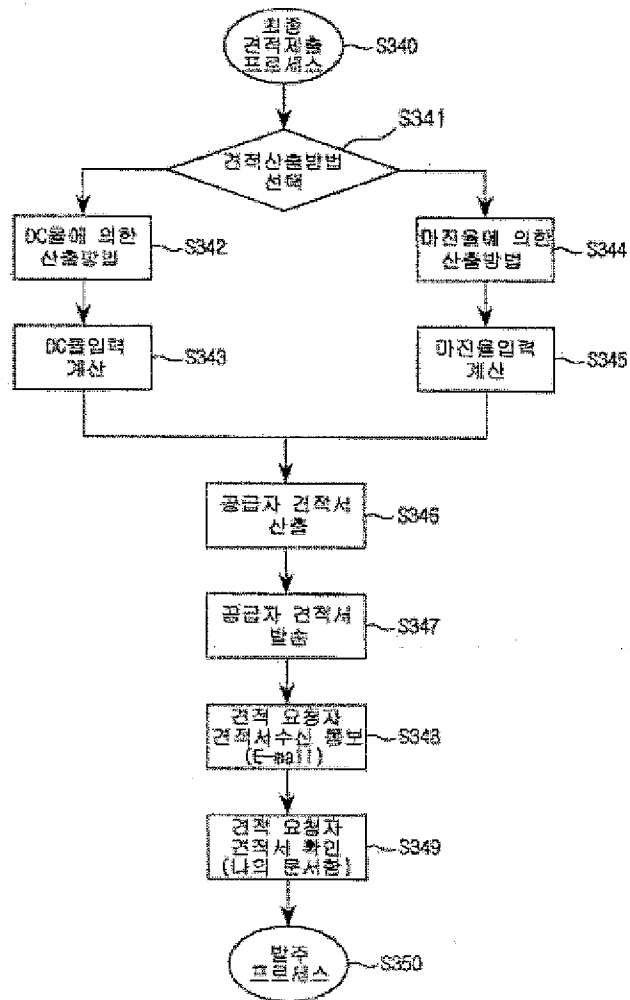 최종
견적제출
프로세스
S340
S341
견적산출방법
선택
DC율에 의한
산출방법
S342
마진율에 의한
산출방법
S344
DC율입력
계산
S343
마진율입력
계산
S345
공급자 견적서
산출
S346
공급자 견적서
발송
S347
견적 요청자
견적서수신 통보
(E-mail)
S348
견적 요청자
견적서 확인
(나의 문서함)
S349
발주
프로세스
S350